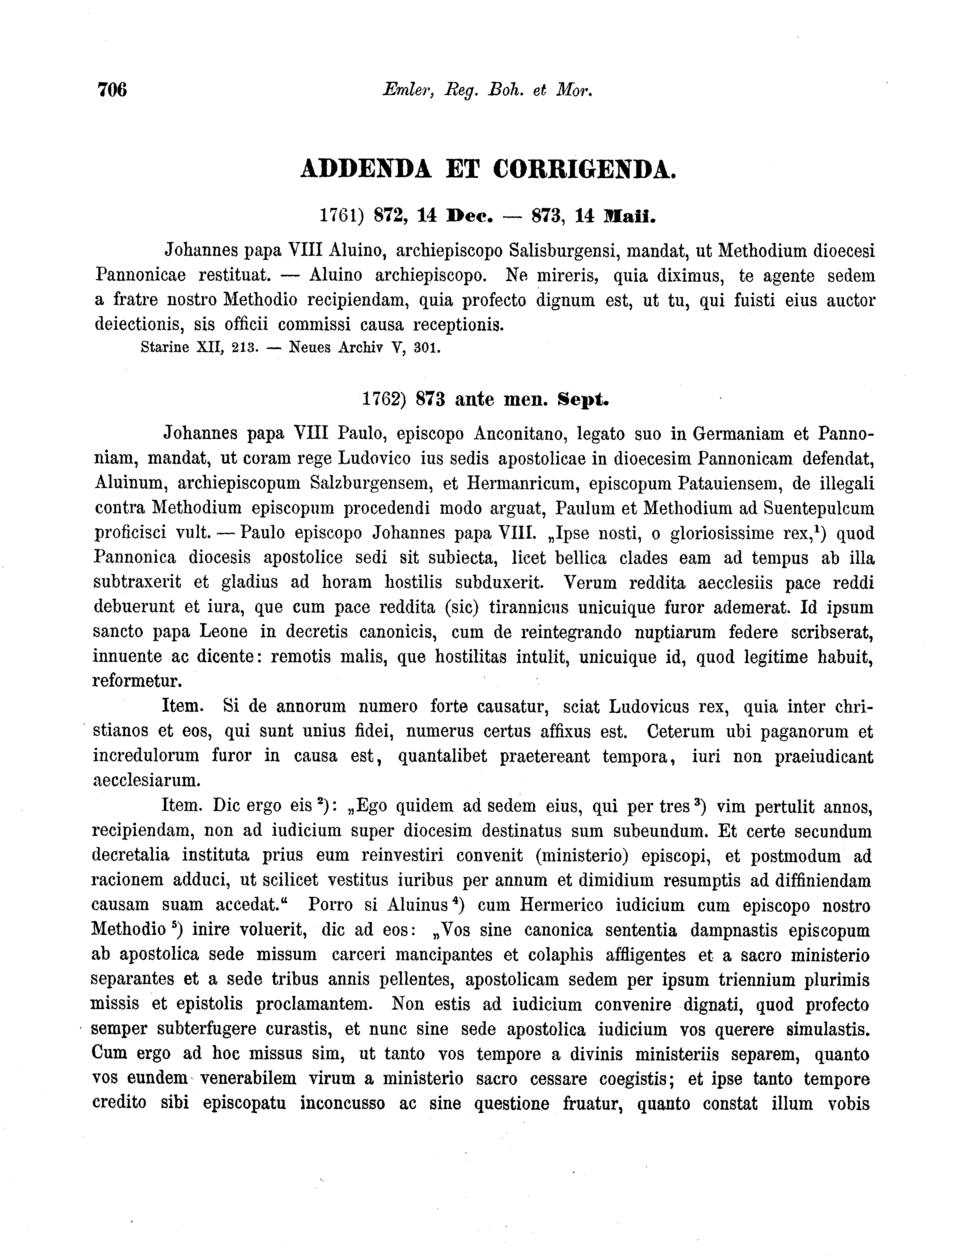 706
Emler, Reg. Boh. et Mor.
ADDENDA ET CORRIGENDA.
1761) 872, 14 Dec. — 873, 14 Maii.
Johannes papa VIII Aluino, archiepiscopo Salisburgensi, mandat, ut Methodium dioecesi
Pannonicae restituat. — Aluino archiepiscopo. Ne mireris, quia diximus, te agente sedem
a fratre nostro Methodio recipiendam, quia profecto dignum est, ut tu, qui fuisti eius auctor
deiectionis, sis officii commissi causa receptionis.
Starine XII, 213. — Neues Archiv V, 301.
1762) 873 ante men. Sept.
Johannes papa VIII Paulo, episcopo Anconitano, legato suo in Germaniam et Panno-
niam, mandat, ut coram rege Ludovico ius sedis apostolicae in dioecesim Pannonicam defendat,
Aluinum, archiepiscopum Salzburgensem, et Hermanricum, episcopum Patauiensem, de illegali
contra Methodium episcopum procedendi modo arguat, Paulum et Methodium ad Suentepulcum
proficisci vult. — Paulo episcopo Johannes papa VIII. „Ipse nosti, o gloriosissime rex,¹) quod
Pannonica diocesis apostolice sedi sit subiecta, licet bellica clades eam ad tempus ab illa
subtraxerit et gladius ad horam hostilis subduxerit. Verum reddita aecclesiis pace reddi
debuerunt et iura, que cum pace reddita (sic) tirannicus unicuique furor ademerat. Id ipsum
sancto papa Leone in decretis canonicis, cum de reintegrando nuptiarum federe scribserat,
innuente ac dicente: remotis malis, que hostilitas intulit, unicuique id, quod legitime habuit,
reformetur.
Item. Si de annorum numero forte causatur, sciat Ludovicus rex, quia inter chri-
stianos et eos, qui sunt unius fidei, numerus certus affixus est. Ceterum ubi paganorum et
incredulorum furor in causa est, quantalibet praetereant tempora, iuri non praeiudicant
aecclesiarum.
Item. Dic ergo eis ²): „Ego quidem ad sedem eius, qui per tres ³) vim pertulit annos,
recipiendam, non ad iudicium super diocesim destinatus sum subeundum. Et certe secundum
decretalia instituta prius eum reinvestiri convenit (ministerio) episcopi, et postmodum ad
racionem adduci, ut scilicet vestitus iuribus per annum et dimidium resumptis ad diffiniendam
causam suam accedat.“ Porro si Aluinus ⁴) cum Hermerico iudicium cum episcopo nostro
Methodio ⁵) inire voluerit, dic ad eos: „Vos sine canonica sententia dampnastis episcopum
ab apostolica sede missum carceri mancipantes et colaphis affligentes et a sacro ministerio
separantes et a sede tribus annis pellentes, apostolicam sedem per ipsum triennium plurimis
missis et epistolis proclamantem. Non estis ad iudicium convenire dignati, quod profecto
semper subterfugere curastis, et nunc sine sede apostolica iudicium vos querere simulastis.
Cum ergo ad hoc missus sim, ut tanto vos tempore a divinis ministeriis separem, quanto
vos eundem venerabilem virum a ministerio sacro cessare coegistis; et ipse tanto tempore
credito sibi episcopatu inconcusso ac sine questione fruatur, quanto constat illum vobis